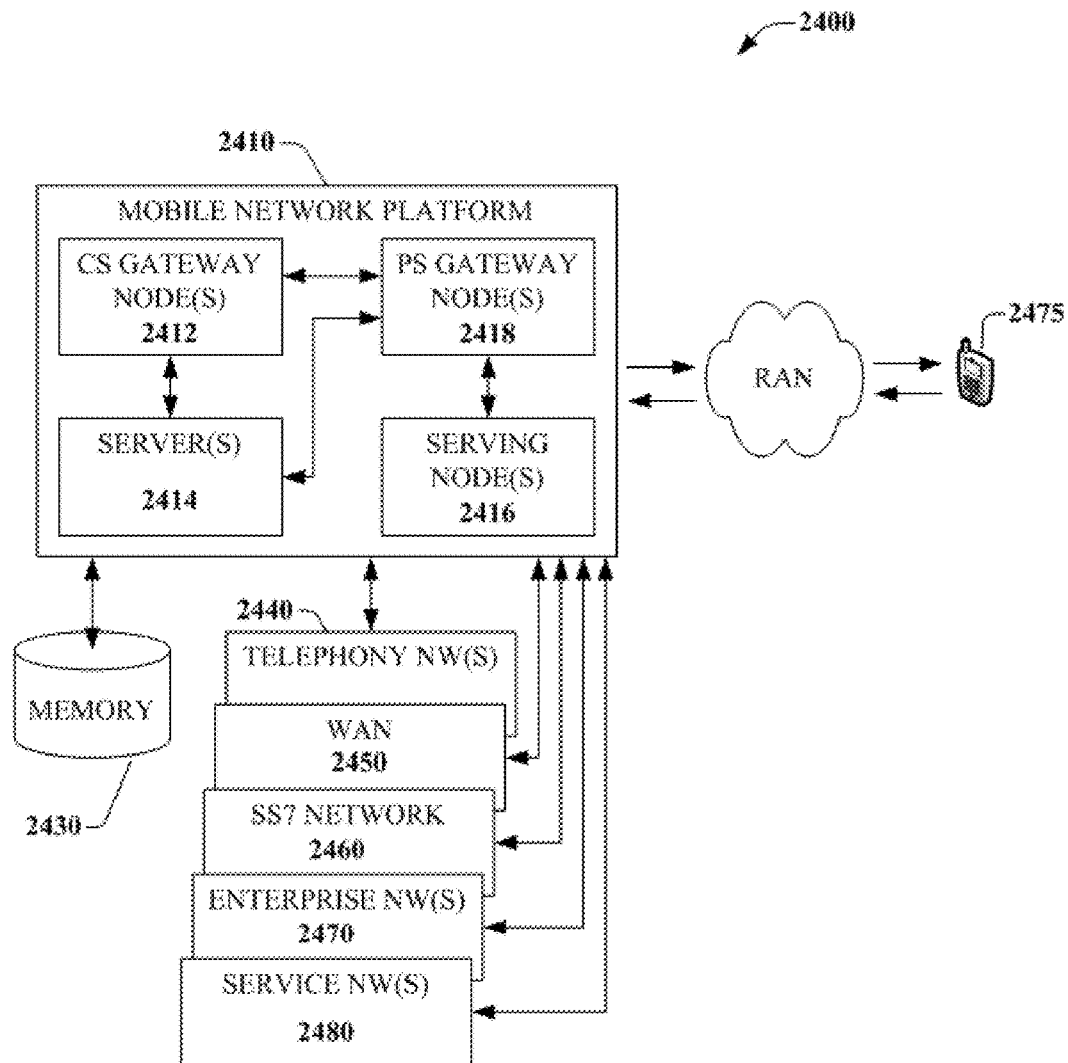 2400
2410
MOBILE NETWORK PLATFORM
CS GATEWAY
NODE(S)
2412
PS GATEWAY
NODE(S)
2418
SERVER(S)
2414
SERVING
NODE(S)
2416
RAN
2475
2440
TELEPHONY NW(S)
MEMORY
2430
WAN
2450
SS7 NETWORK
2460
ENTERPRISE NW(S)
2470
SERVICE NW(S)
2480